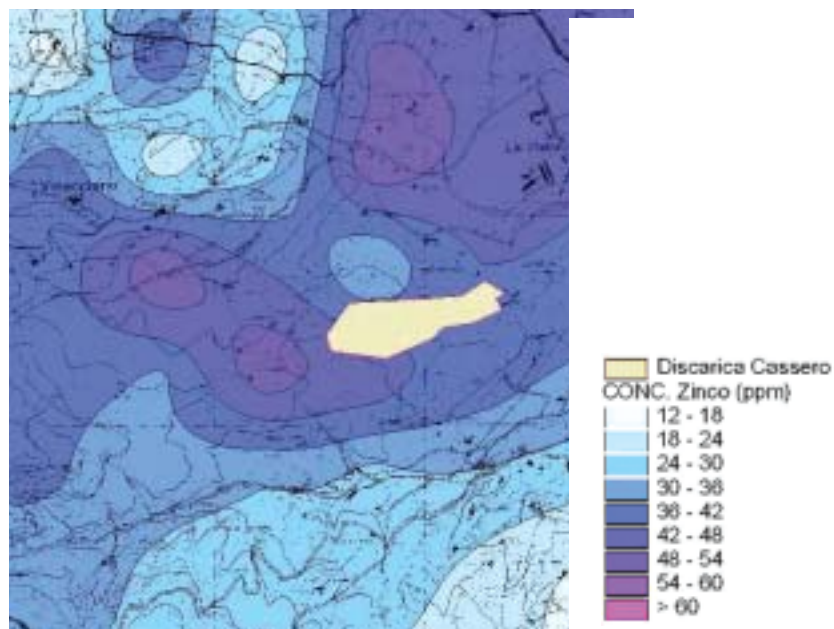 Discarica Cassero
CONC. Zinco (ppm)
12 - 18
18 - 24
24 - 30
30 - 36
36 - 42
42 - 48
48 - 54
54 - 60
> 60